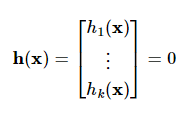 h(x) = [h₁(x) ⋮ hₖ(x)] = 0